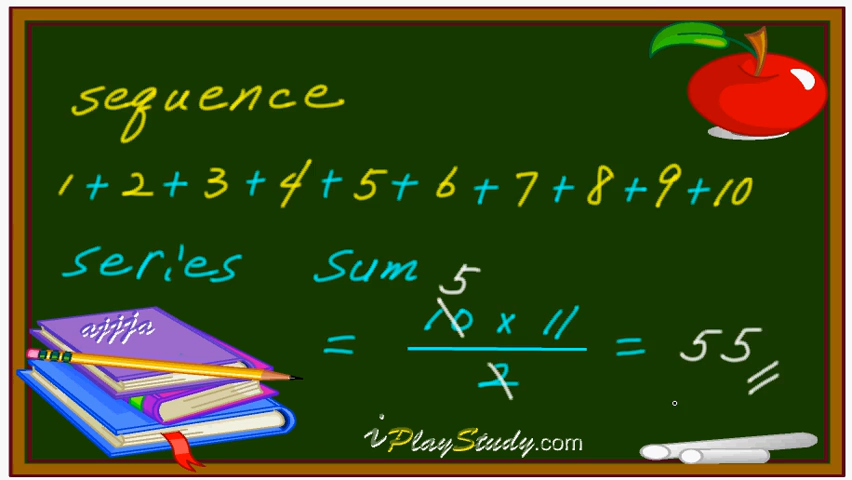 sequence
1 + 2 + 3 + 4 + 5 + 6 + 7 + 8 + 9 + 10
series sum
5
= 10 x 11 / 2 = 55
ajjja
iPlayStudy.com